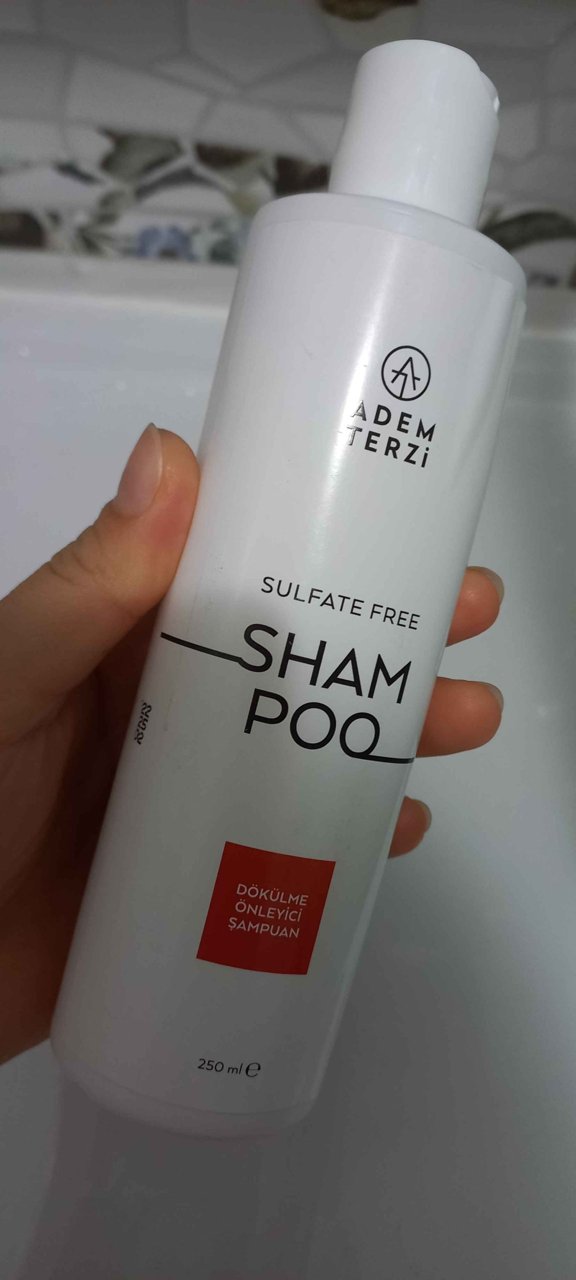 ADEM
TERZİ
SULFATE FREE
SHAM
POO
DÖKÜLME
ÖNLEYİCİ
ŞAMPUAN
250 ml ℮